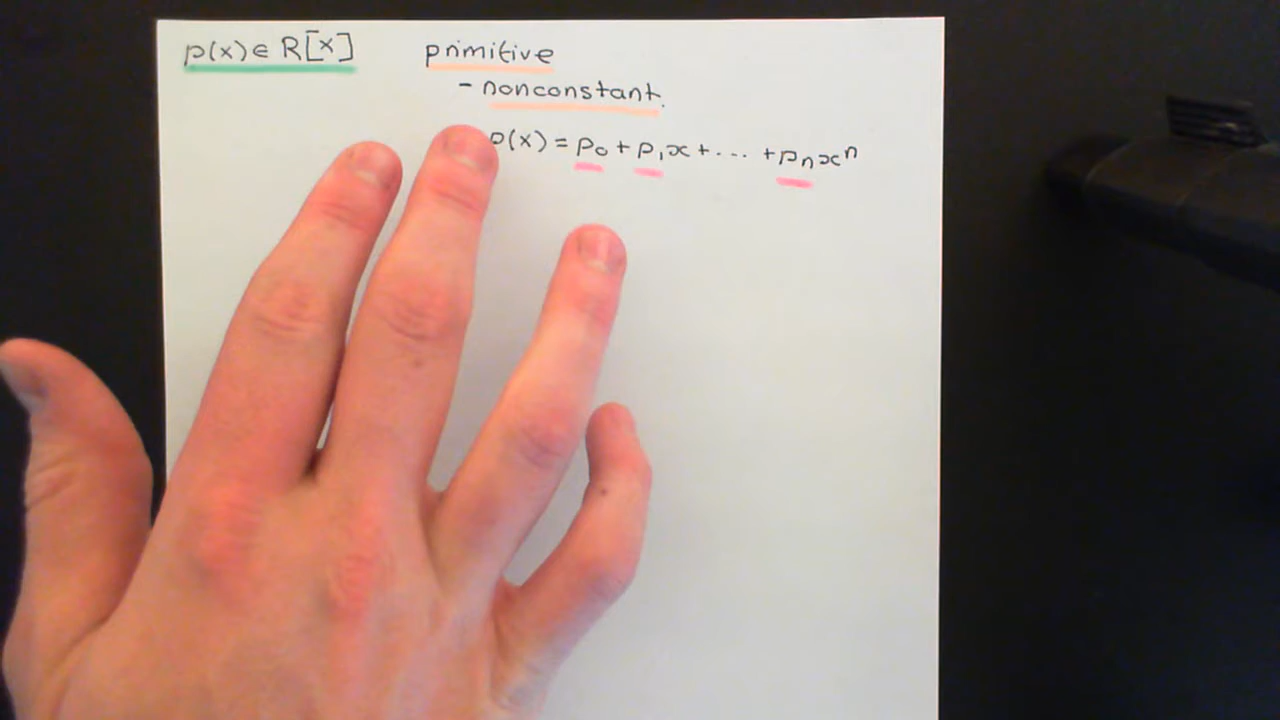 p(x) ∈ R[x] primitive
- nonconstant.
p(x) = p₀ + p₁x + ... + pₙxⁿ